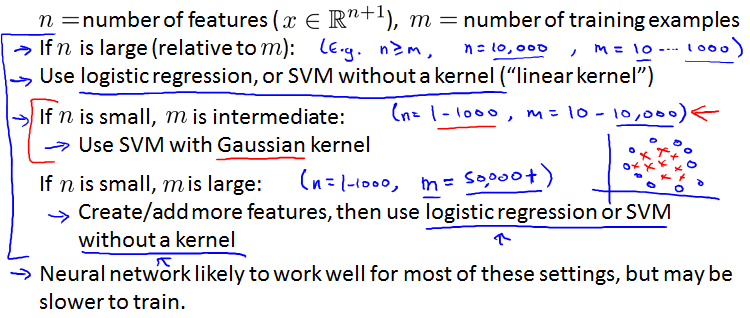 n = number of features (x ∈ ℝⁿ⁺¹), m = number of training examples
→ If n is large (relative to m): (E.g. n ≥ m, n = 10,000, m = 10 ... 1000)
→ Use logistic regression, or SVM without a kernel ("linear kernel")
→ If n is small, m is intermediate: (n = 1 - 1000, m = 10 - 10,000) ←
→ Use SVM with Gaussian kernel
If n is small, m is large: (n = 1 - 1000, m = 50,000+)
→ Create/add more features, then use logistic regression or SVM
without a kernel
→ Neural network likely to work well for most of these settings, but may be
slower to train.